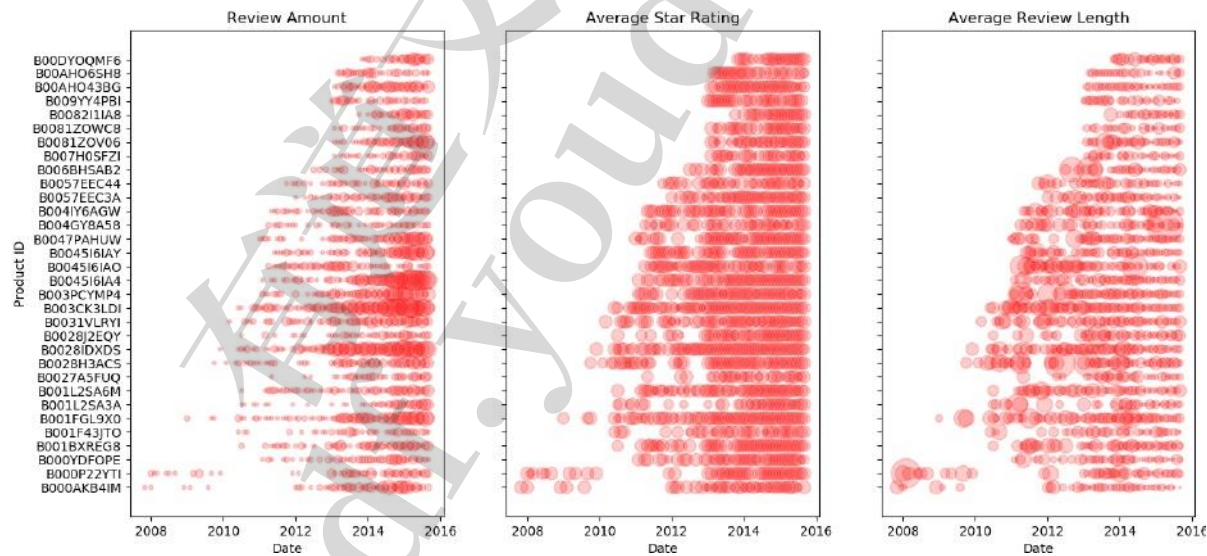 Review Amount
Average Star Rating
Average Review Length
Product ID
B00DYOQMF6
B00AHO6SH8
B00AHO43BG
B009YY4PBI
B0082I1IA8
B0081ZOWC8
B0081ZOV06
B007H0SFZI
B006BHSAB2
B0057EEC44
B0057EEC3A
B004IY6AGW
B004GY8A58
B0047PAHUW
B0045I6IAY
B0045I6IAO
B0045I6IA4
B003PCYMP4
B003CK3LDI
B0031VLRYI
B0028J2EQY
B0028IDXDS
B0028H3ACS
B0027A5FUQ
B001L2SA6M
B001L2SA3A
B001FGL9X0
B001F43JTO
B001BXREG8
B000YDFOPE
B000P22YTI
B000AKB4IM
2008 2010 2012 2014 2016
2008 2010 2012 2014 2016
2008 2010 2012 2014 2016
Date
Date
Date